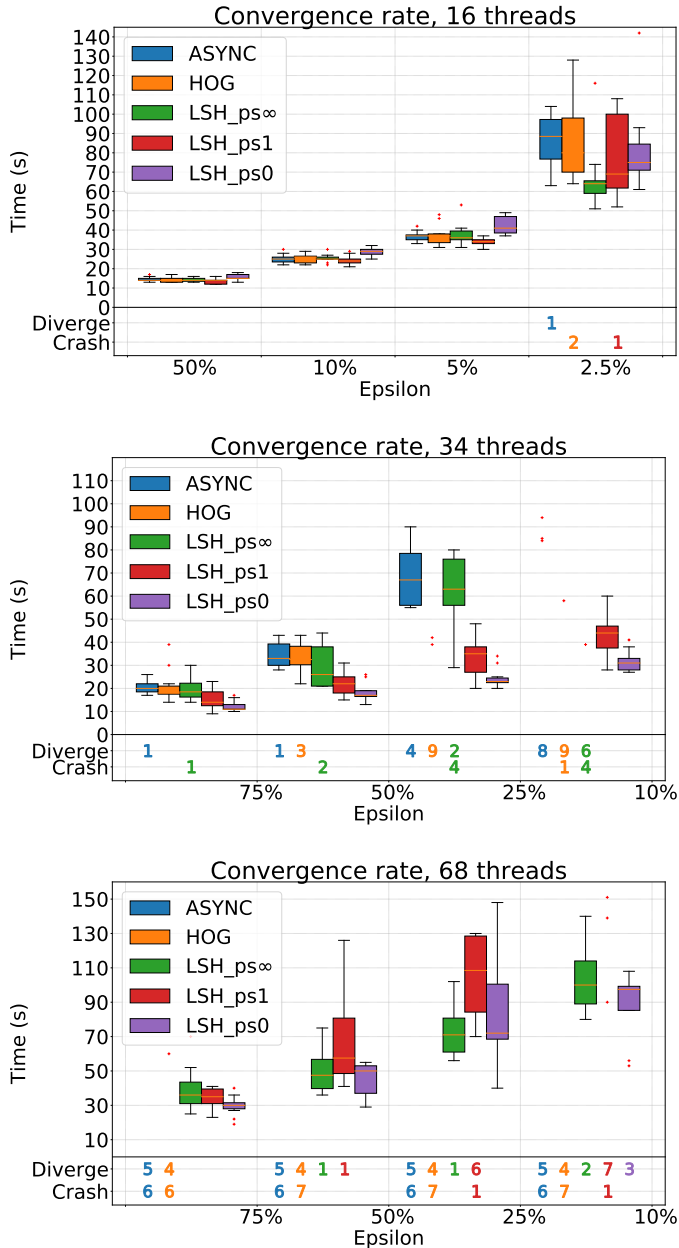 Convergence rate, 16 threads
140
130
120
110
100
90
80
70
60
50
40
30
20
10
0
Time (s)
ASYNC
HOG
LSH_ps∞
LSH_ps1
LSH_ps0
Diverge 1
Crash 2 1
50% 10% 5% 2.5%
Epsilon
Convergence rate, 34 threads
110
100
90
80
70
60
50
40
30
20
10
0
Time (s)
ASYNC
HOG
LSH_ps∞
LSH_ps1
LSH_ps0
Diverge 1 1 3 4 9 2 8 9 6
Crash 1 2 4 1 4
75% 50% 25% 10%
Epsilon
Convergence rate, 68 threads
150
130
110
90
70
50
30
10
Time (s)
ASYNC
HOG
LSH_ps∞
LSH_ps1
LSH_ps0
Diverge 5 4 5 4 1 1 5 4 1 6 5 4 2 7 3
Crash 6 6 6 7 6 7 1 6 7 1
75% 50% 25% 10%
Epsilon